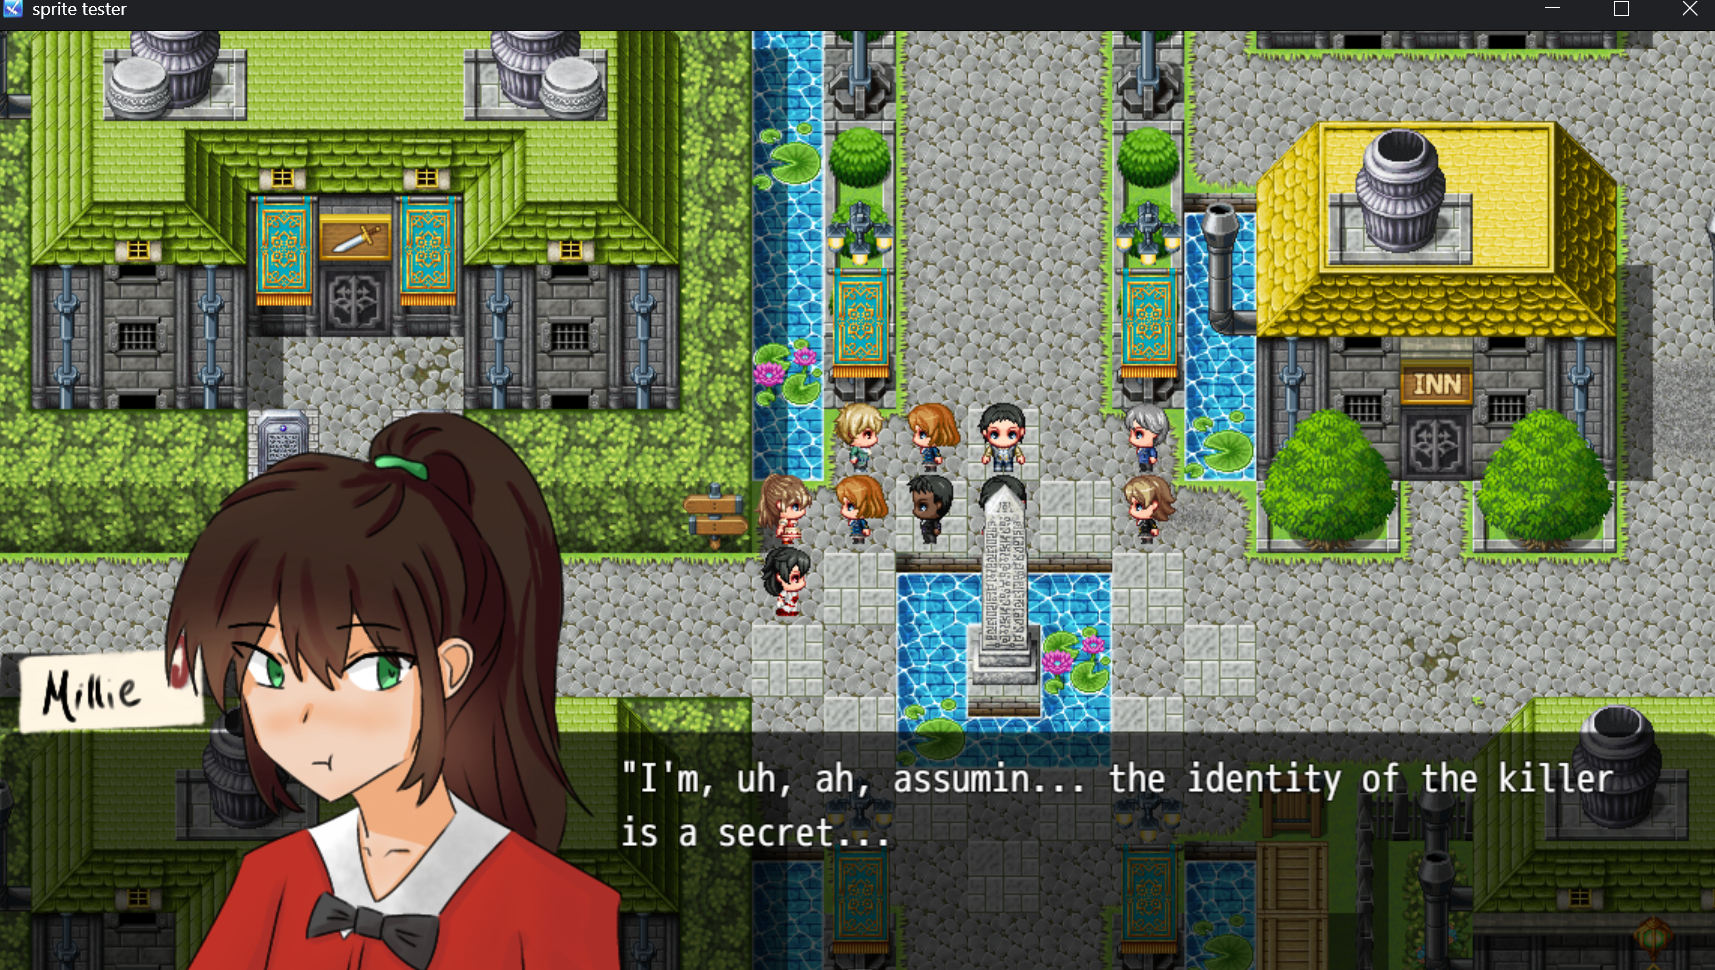 sprite tester
INN
Millie
"I'm, uh, ah, assumin... the identity of the killer
is a secret...